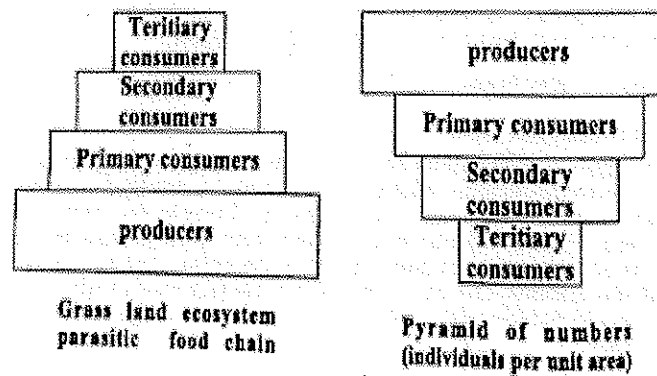 Teritiary
consumers
Secondary
consumers
Primary consumers
producers
Grass land ecosystem
parasitic food chain
producers
Primary consumers
Secondary
consumers
Teritiary
consumers
Pyramid of numbers
(individuals per unit area)